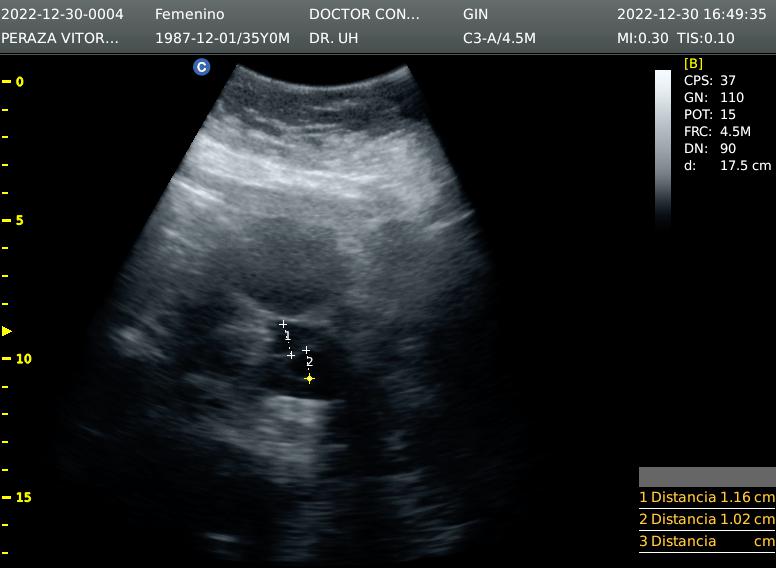 2022-12-30-0004 Femenino DOCTOR CON... GIN 2022-12-30 16:49:35
PERAZA VITOR... 1987-12-01/35Y0M DR. UH C3-A/4.5M MI:0.30 TIS:0.10
C
[B]
CPS: 37
GN: 110
POT: 15
FRC: 4.5M
DN: 90
d: 17.5 cm
0
5
10
15
1
2
1 Distancia 1.16 cm
2 Distancia 1.02 cm
3 Distancia cm